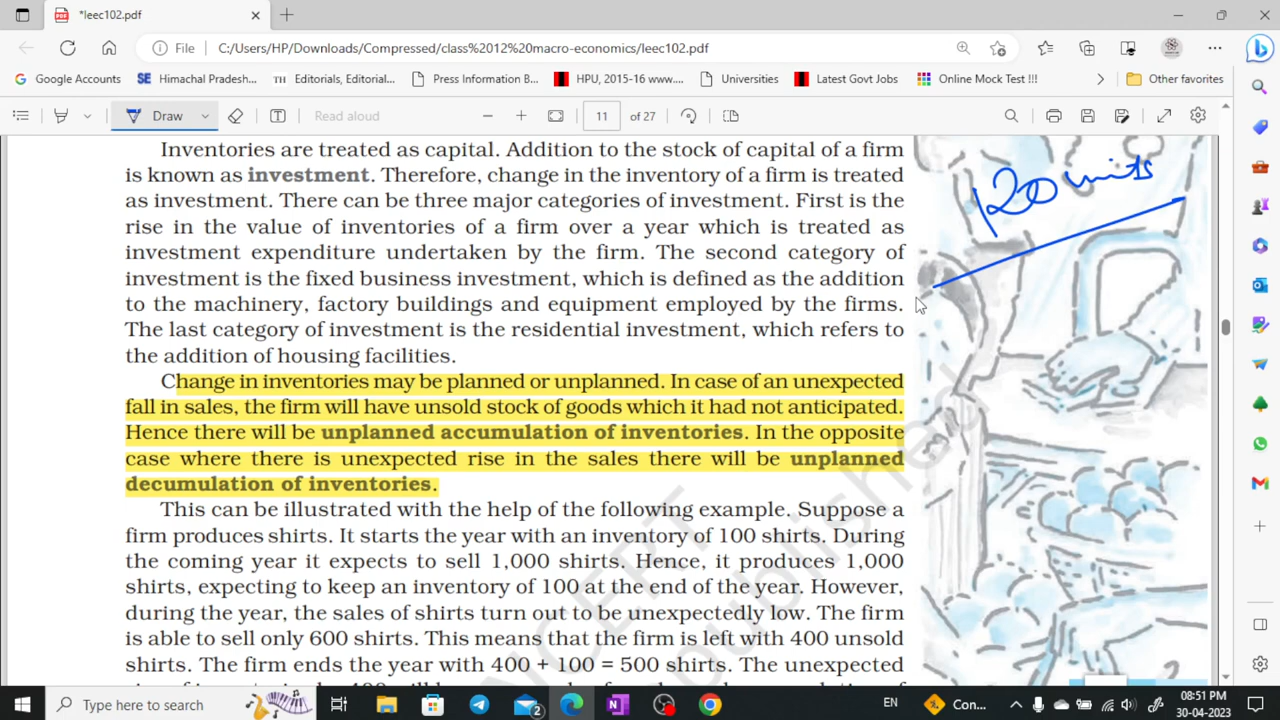 *leec102.pdf
File
C:/Users/HP/Downloads/Compressed/class%2012%20macro-economics/leec102.pdf
Google Accounts
SE Himachal Pradesh...
TH Editorials, Editorial...
Press Information B...
HPU, 2015-16 www....
Universities
Latest Govt Jobs
Online Mock Test !!!
Other favorites
Draw
Read aloud
11 of 27
Inventories are treated as capital. Addition to the stock of capital of a firm
is known as investment. Therefore, change in the inventory of a firm is treated
as investment. There can be three major categories of investment. First is the
rise in the value of inventories of a firm over a year which is treated as
investment expenditure undertaken by the firm. The second category of
investment is the fixed business investment, which is defined as the addition
to the machinery, factory buildings and equipment employed by the firms.
The last category of investment is the residential investment, which refers to
the addition of housing facilities.
120 units
Change in inventories may be planned or unplanned. In case of an unexpected
fall in sales, the firm will have unsold stock of goods which it had not anticipated.
Hence there will be unplanned accumulation of inventories. In the opposite
case where there is unexpected rise in the sales there will be unplanned
decumulation of inventories.
This can be illustrated with the help of the following example. Suppose a
firm produces shirts. It starts the year with an inventory of 100 shirts. During
the coming year it expects to sell 1,000 shirts. Hence, it produces 1,000
shirts, expecting to keep an inventory of 100 at the end of the year. However,
during the year, the sales of shirts turn out to be unexpectedly low. The firm
is able to sell only 600 shirts. This means that the firm is left with 400 unsold
shirts. The firm ends the year with 400 + 100 = 500 shirts. The unexpected
Type here to search
2
EN
Con...
08:51 PM
30-04-2023